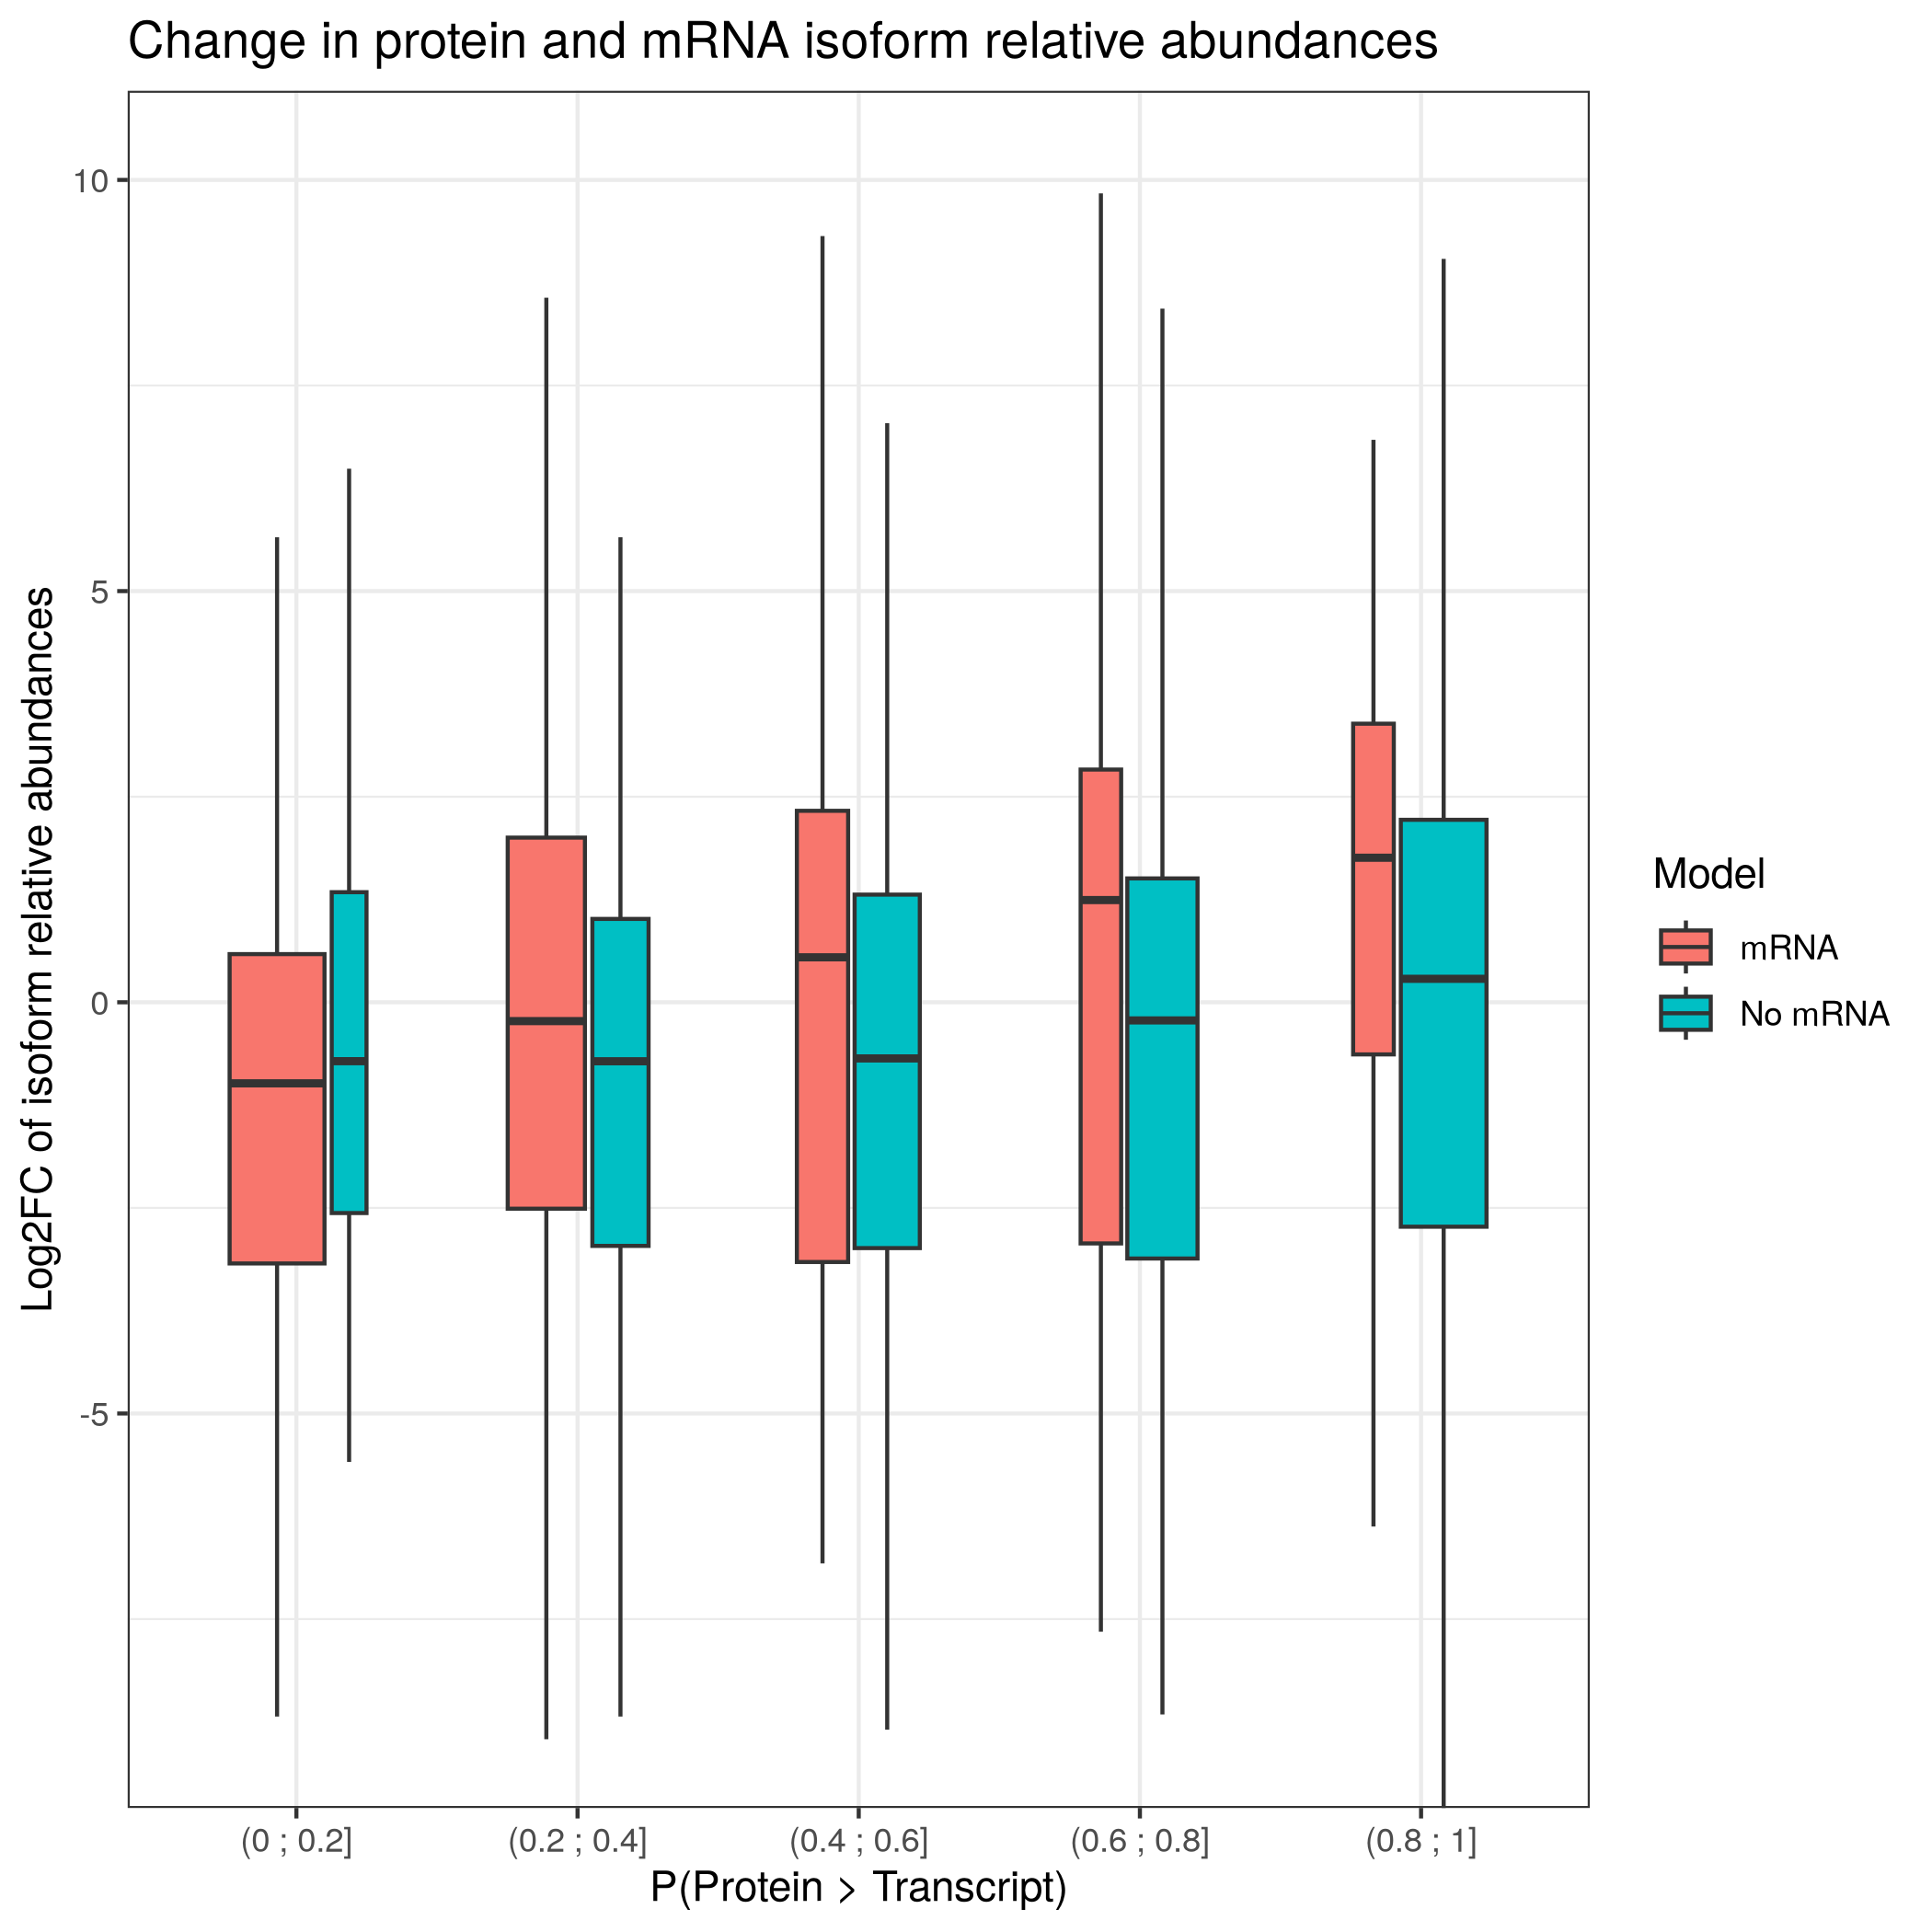 Change in protein and mRNA isoform relative abundances
10
5
0
-5
Log2FC of isoform relative abundances
(0 ; 0.2]
(0.2 ; 0.4]
(0.4 ; 0.6]
(0.6 ; 0.8]
(0.8 ; 1]
P(Protein > Transcript)
Model
mRNA
No mRNA